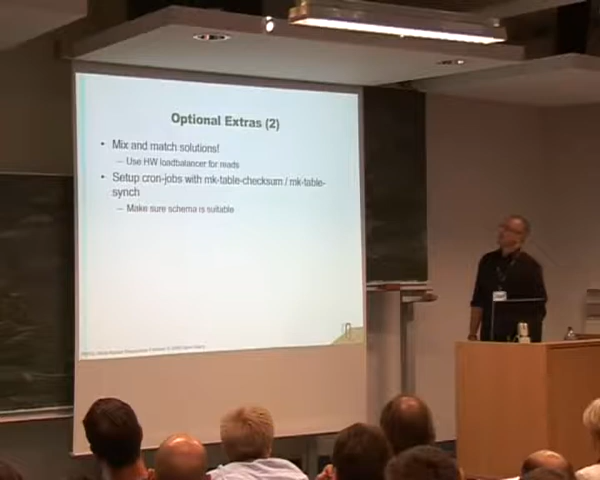 Optional Extras (2)
• Mix and match solutions!
– Use HW loadbalancer for reads
• Setup cron-jobs with mk-table-checksum / mk-table-
synch
– Make sure schema is suitable